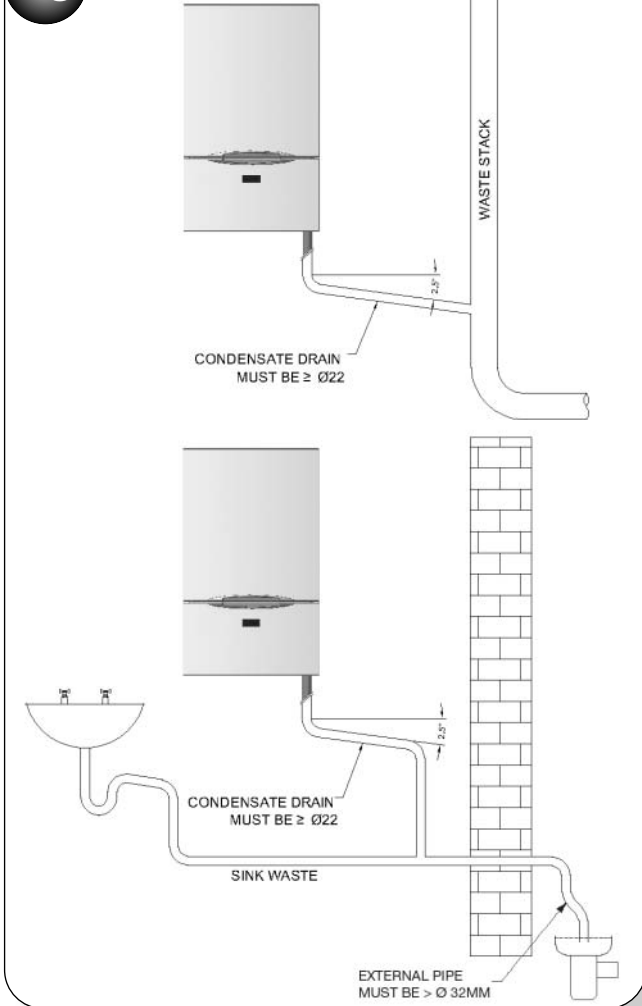 WASTE STACK
2.5°
CONDENSATE DRAIN
MUST BE ≥ Ø22
2.5°
CONDENSATE DRAIN
MUST BE ≥ Ø22
SINK WASTE
EXTERNAL PIPE
MUST BE > Ø 32MM